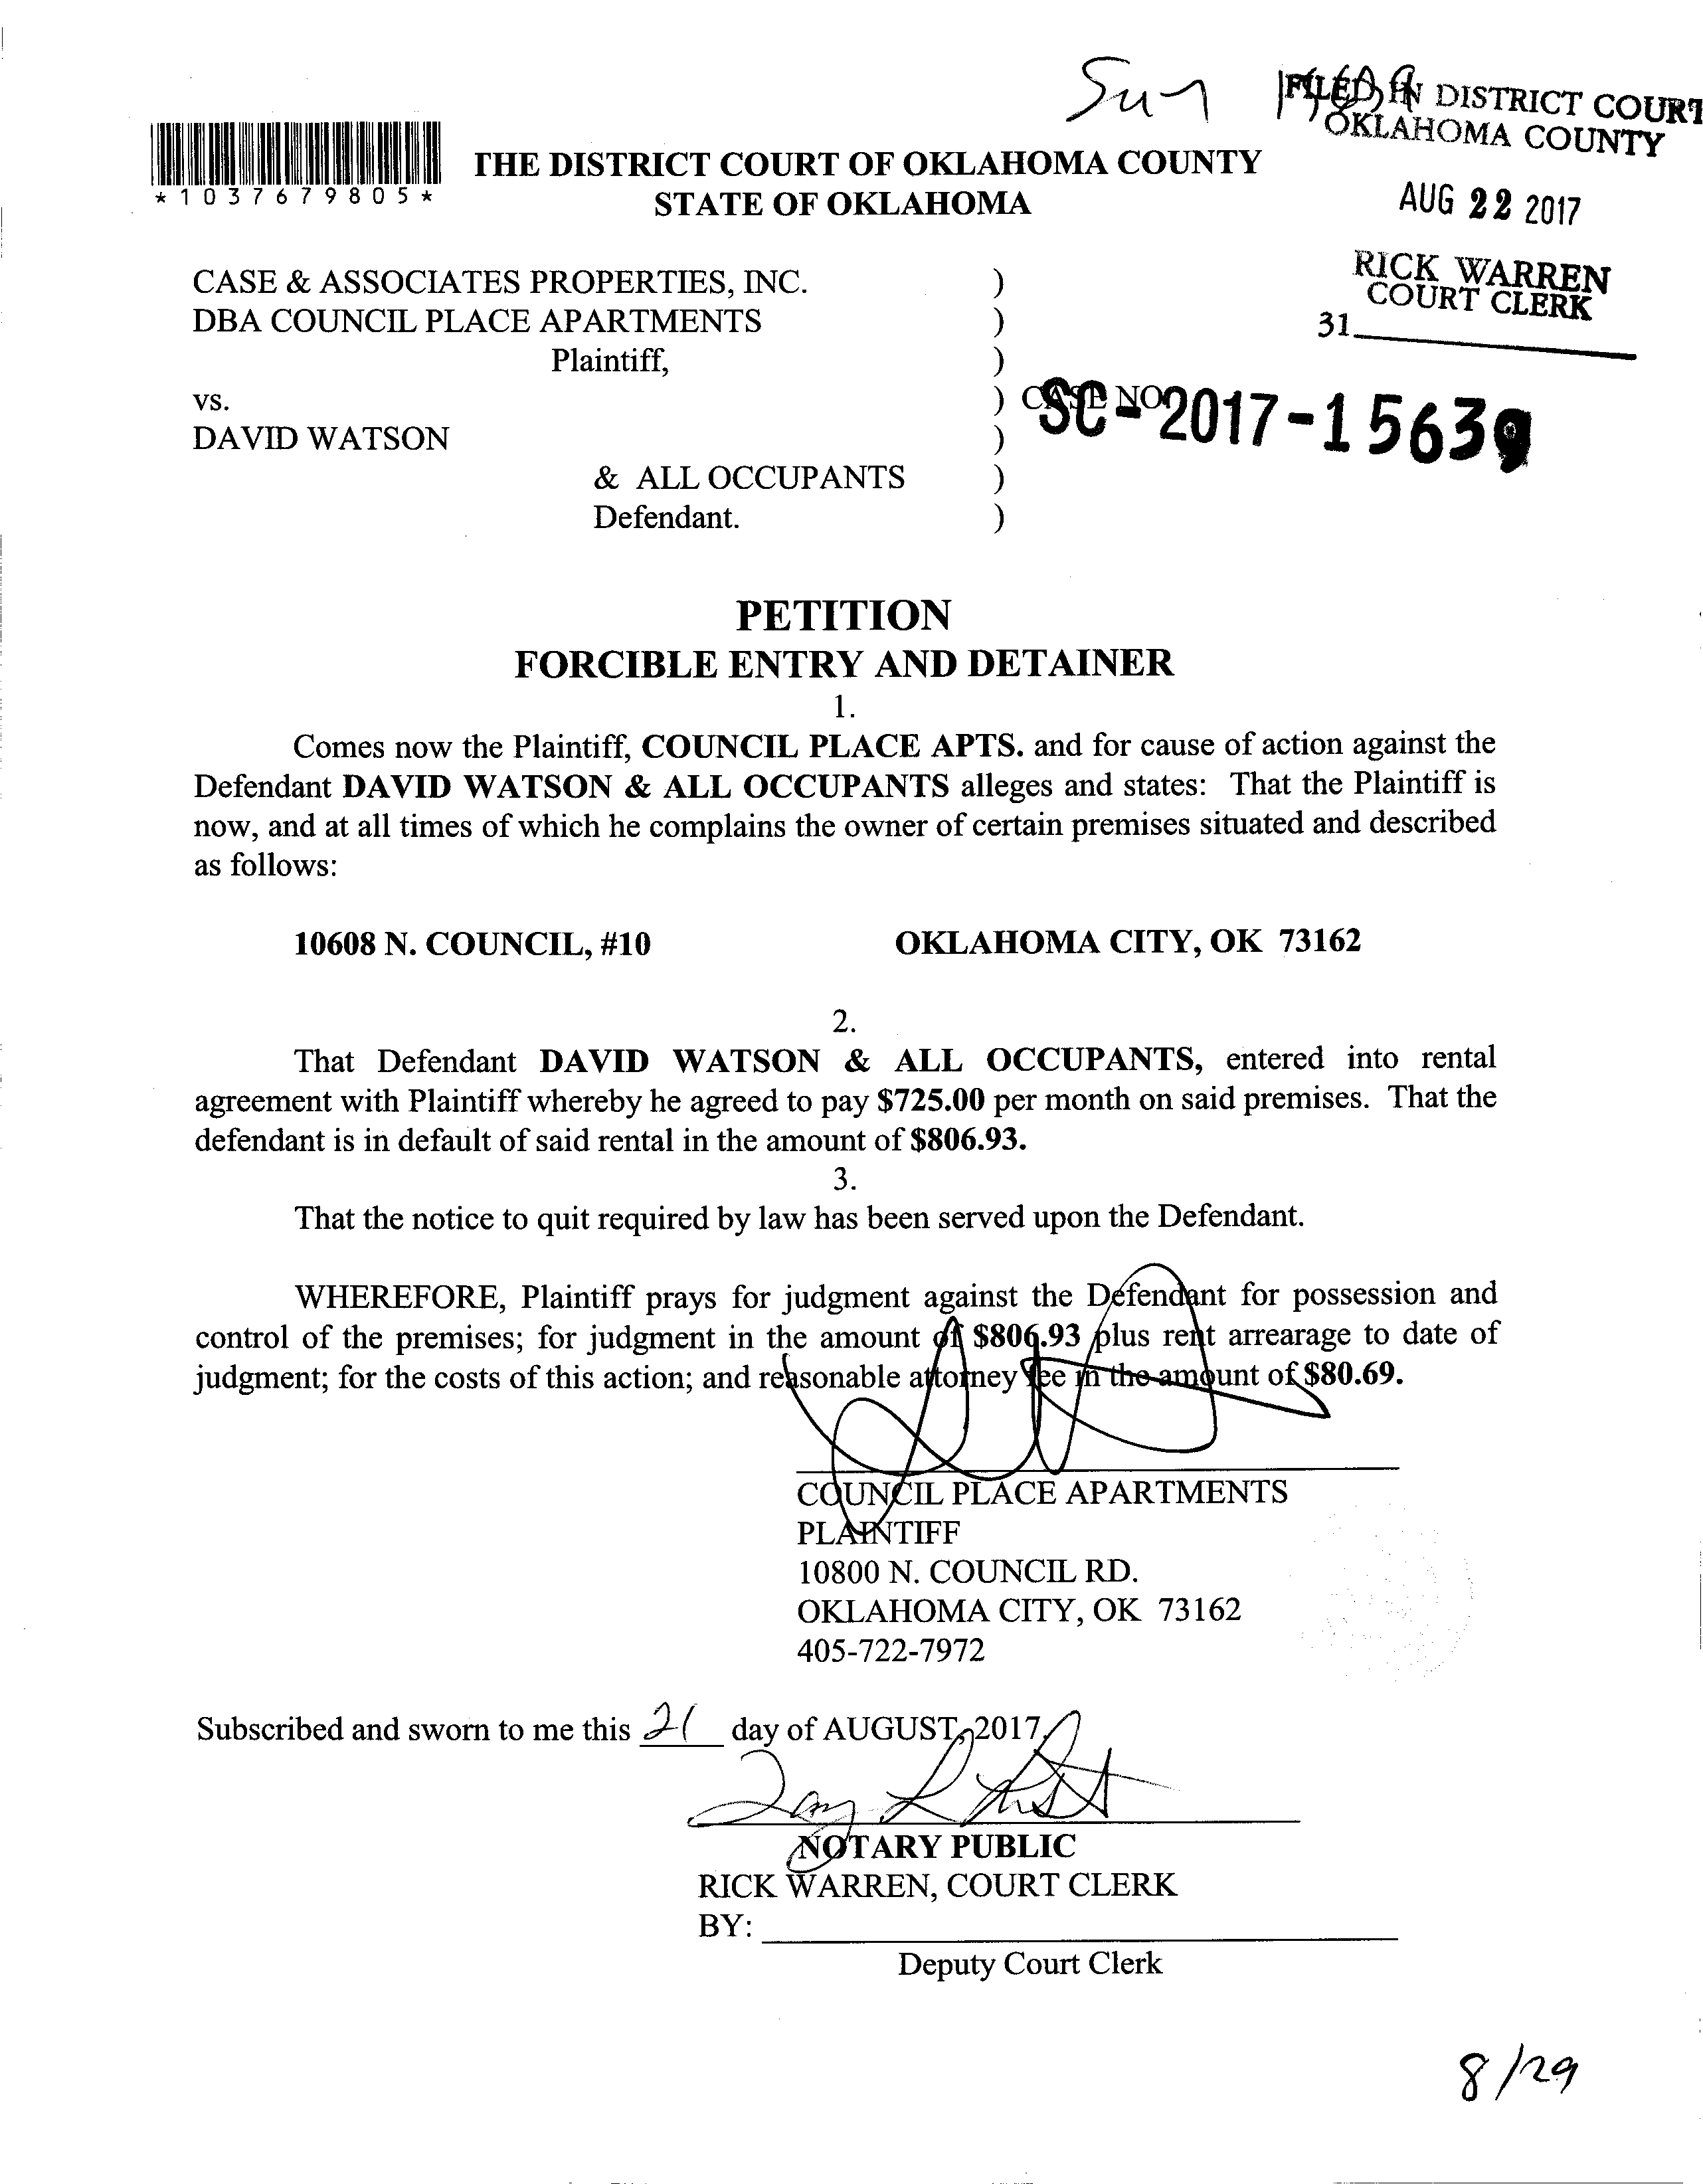 Sun
FILED IN DISTRICT COURT
OKLAHOMA COUNTY
*1037679805*
THE DISTRICT COURT OF OKLAHOMA COUNTY
STATE OF OKLAHOMA
AUG 22 2017
RICK WARREN
COURT CLERK
31
CASE & ASSOCIATES PROPERTIES, INC. )
DBA COUNCIL PLACE APARTMENTS )
Plaintiff, )
vs. ) CASE NO SC-2017-15639
DAVID WATSON )
& ALL OCCUPANTS )
Defendant. )
PETITION
FORCIBLE ENTRY AND DETAINER
1.
Comes now the Plaintiff, COUNCIL PLACE APTS. and for cause of action against the
Defendant DAVID WATSON & ALL OCCUPANTS alleges and states: That the Plaintiff is
now, and at all times of which he complains the owner of certain premises situated and described
as follows:
10608 N. COUNCIL, #10 OKLAHOMA CITY, OK 73162
2.
That Defendant DAVID WATSON & ALL OCCUPANTS, entered into rental
agreement with Plaintiff whereby he agreed to pay $725.00 per month on said premises. That the
defendant is in default of said rental in the amount of $806.93.
3.
That the notice to quit required by law has been served upon the Defendant.
WHEREFORE, Plaintiff prays for judgment against the Defendant for possession and
control of the premises; for judgment in the amount of $806.93 plus rent arrearage to date of
judgment; for the costs of this action; and reasonable attorney fee in the amount of $80.69.
COUNCIL PLACE APARTMENTS
PLAINTIFF
10800 N. COUNCIL RD.
OKLAHOMA CITY, OK 73162
405-722-7972
Subscribed and sworn to me this 21 day of AUGUST, 2017
NOTARY PUBLIC
RICK WARREN, COURT CLERK
BY:
Deputy Court Clerk
8/29